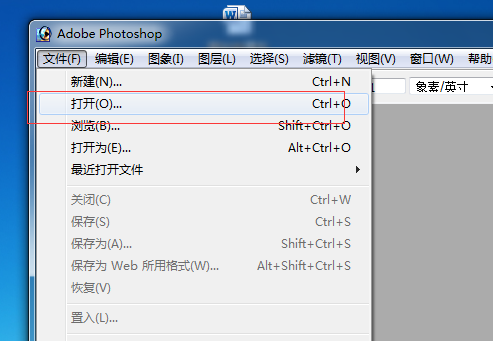 Adobe Photoshop
文件(F) 编辑(E) 图象(I) 图层(L) 选择(S) 滤镜(T) 视图(V) 窗口(W) 帮助
新建(N)... Ctrl+N
象素/英寸
打开(O)... Ctrl+O
浏览(B)... Shift+Ctrl+O
打开为(E)... Alt+Ctrl+O
最近打开文件
关闭(C) Ctrl+W
保存(S) Ctrl+S
保存为(A)... Shift+Ctrl+S
保存为 Web 所用格式(W)... Alt+Shift+Ctrl+S
恢复(V)
置入(L)...